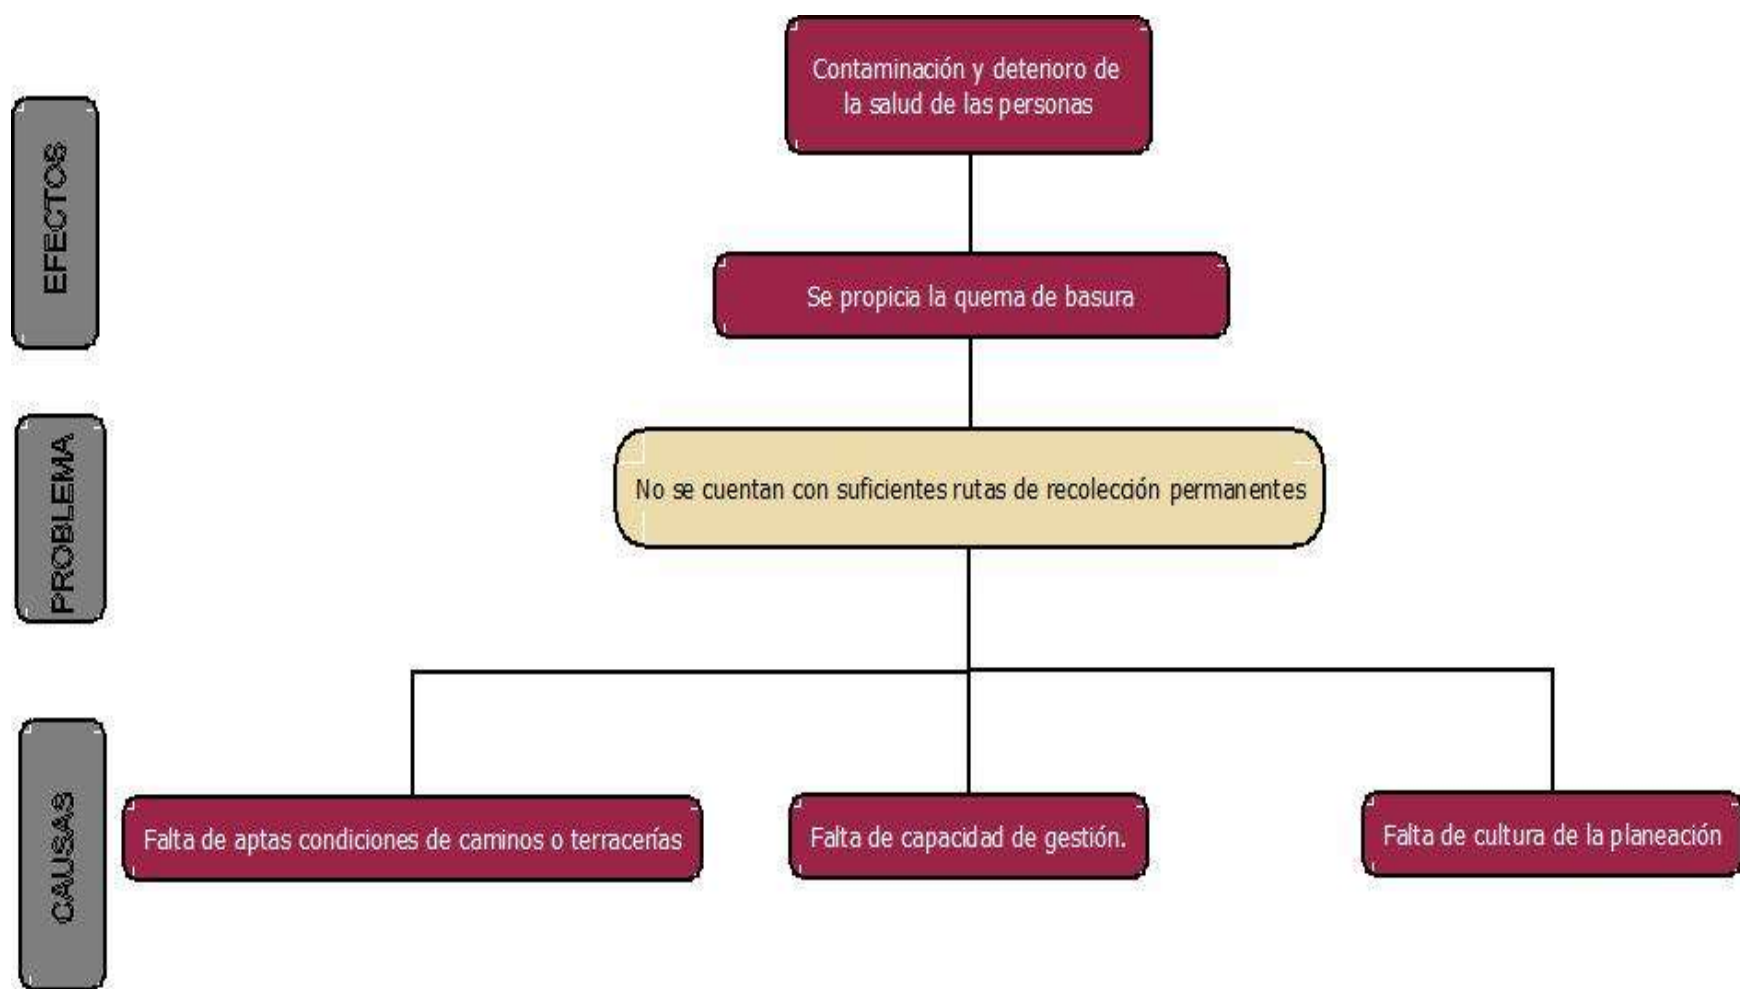 Contaminación y deterioro de
la salud de las personas
EFECTOS
Se propicia la quema de basura
PROBLEMA
No se cuentan con suficientes rutas de recolección permanentes
CAUSAS
Falta de aptas condiciones de caminos o terracerías
Falta de capacidad de gestión.
Falta de cultura de la planeación